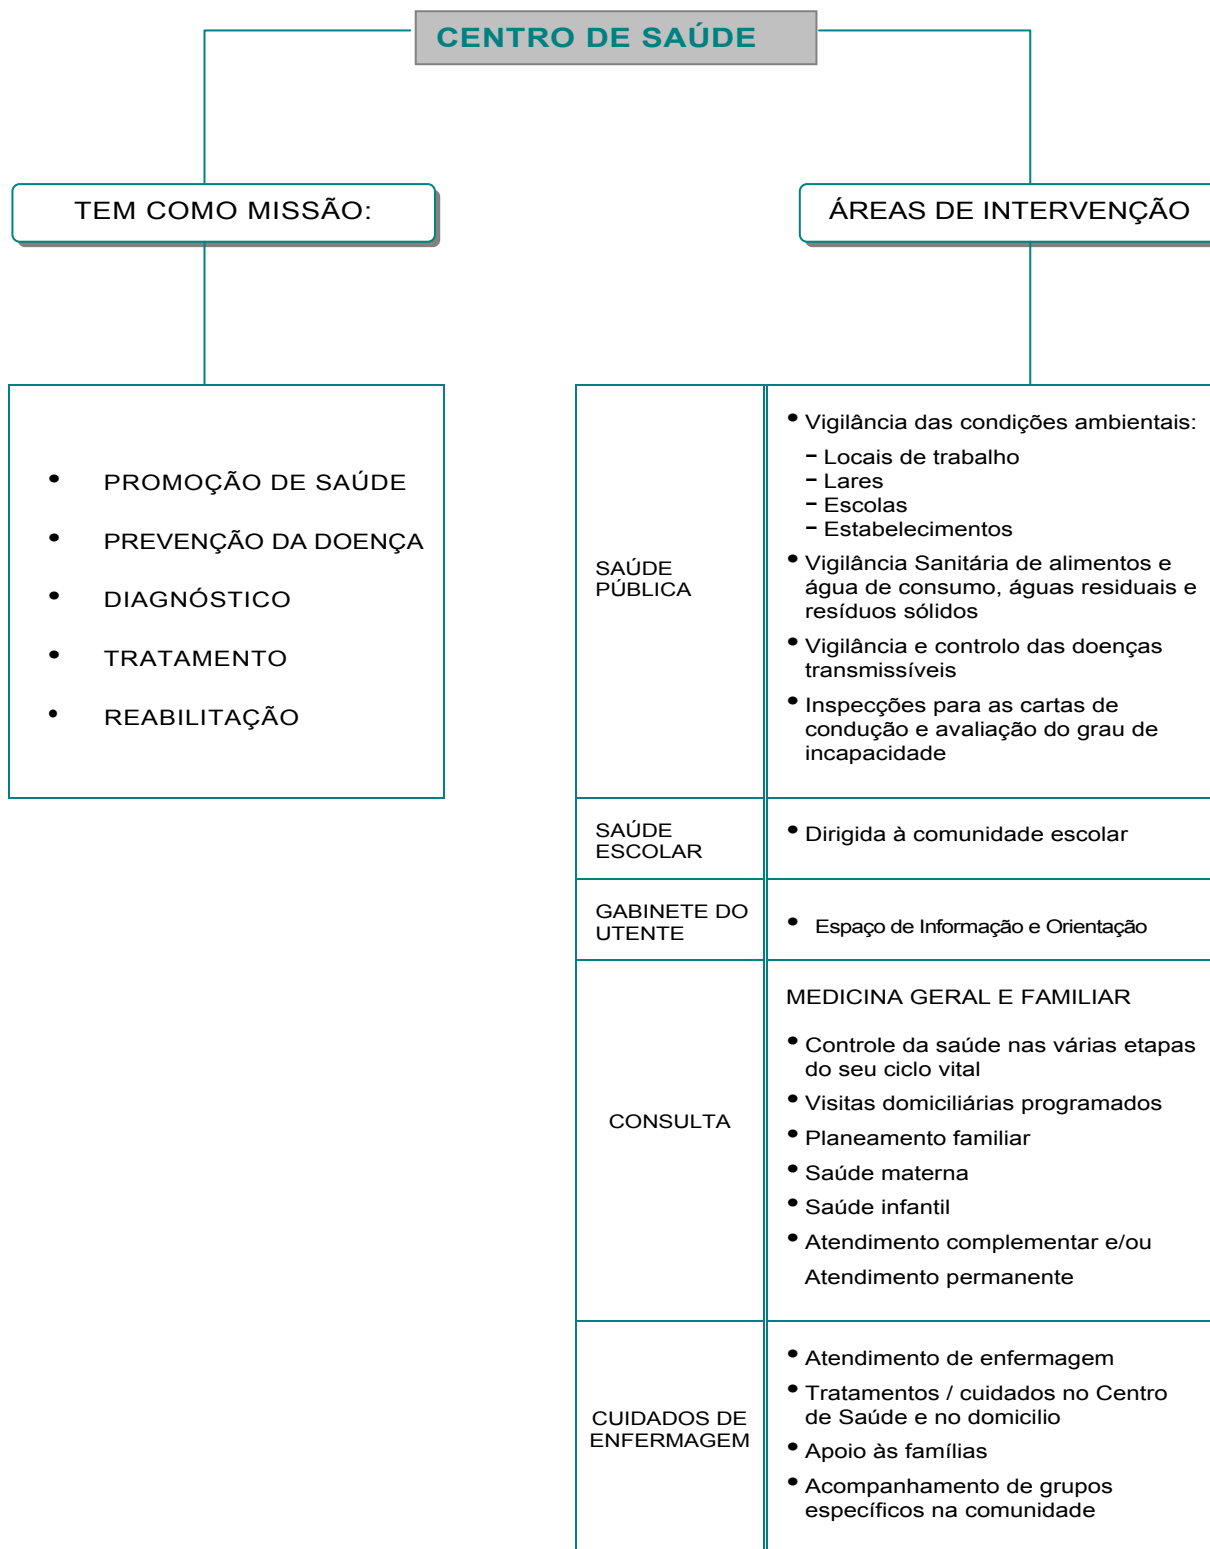 CENTRO DE SAÚDE
TEM COMO MISSÃO:
ÁREAS DE INTERVENÇÃO
• PROMOÇÃO DE SAÚDE
• PREVENÇÃO DA DOENÇA
• DIAGNÓSTICO
• TRATAMENTO
• REABILITAÇÃO
SAÚDE
PÚBLICA
• Vigilância das condições ambientais:
- Locais de trabalho
- Lares
- Escolas
- Estabelecimentos
• Vigilância Sanitária de alimentos e
água de consumo, águas residuais e
resíduos sólidos
• Vigilância e controlo das doenças
transmissíveis
• Inspecções para as cartas de
condução e avaliação do grau de
incapacidade
SAÚDE
ESCOLAR
• Dirigida à comunidade escolar
GABINETE DO
UTENTE
• Espaço de Informação e Orientação
CONSULTA
MEDICINA GERAL E FAMILIAR
• Controle da saúde nas várias etapas
do seu ciclo vital
• Visitas domiciliárias programados
• Planeamento familiar
• Saúde materna
• Saúde infantil
• Atendimento complementar e/ou
Atendimento permanente
CUIDADOS DE
ENFERMAGEM
• Atendimento de enfermagem
• Tratamentos / cuidados no Centro
de Saúde e no domicilio
• Apoio às famílias
• Acompanhamento de grupos
específicos na comunidade